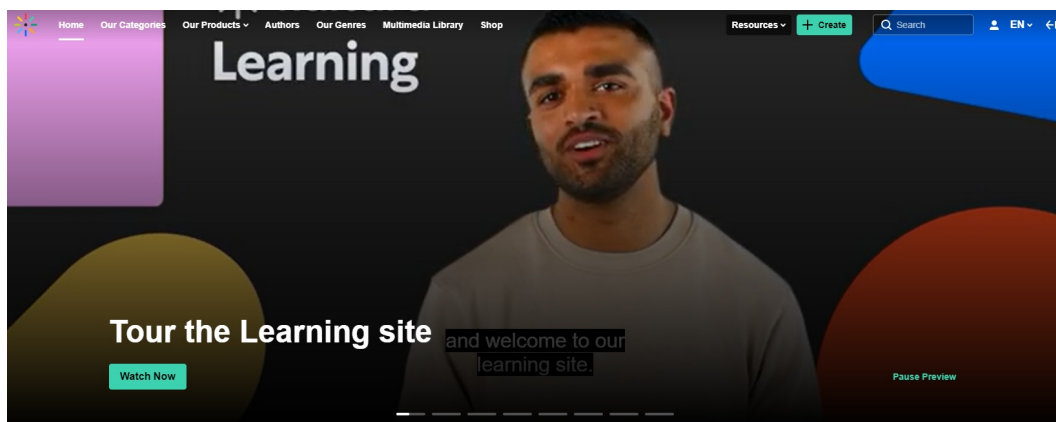 Home Our Categories Our Products Authors Our Genres Multimedia Library Shop Resources + Create Search EN
Learning
Tour the Learning site
and welcome to our
learning site.
Watch Now
Pause Preview